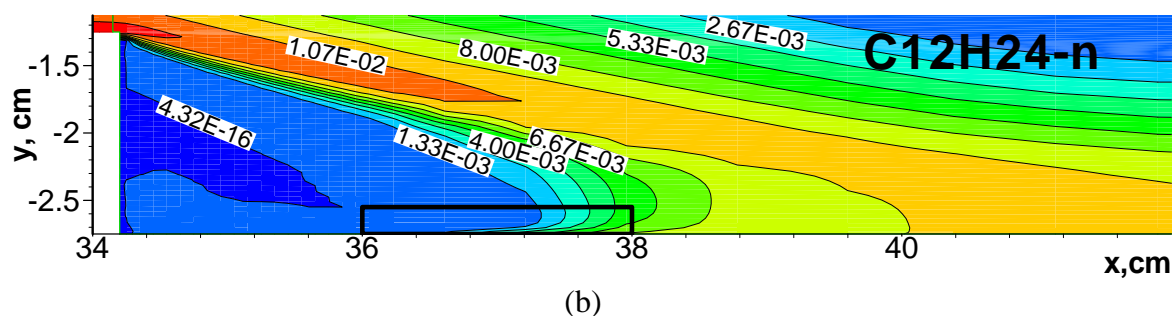 2.67E-03
5.33E-03
8.00E-03
1.07E-02
C12H24-n
-1.5
4.32E-16
y, cm
-2
1.33E-03
4.00E-03
6.67E-03
-2.5
34
36
38
40
x,cm
(b)